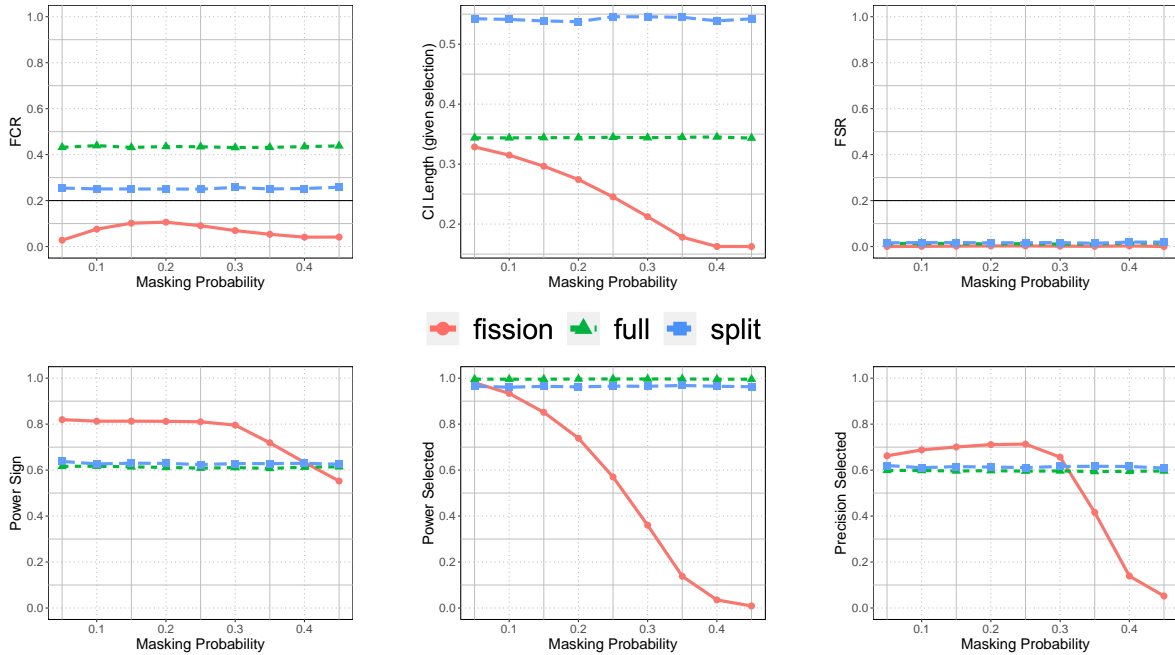 FCR
1.0
0.8
0.6
0.4
0.2
0.0
0.1 0.2 0.3 0.4
Masking Probability
CI Length (given selection)
0.5
0.4
0.3
0.2
0.1 0.2 0.3 0.4
Masking Probability
FSR
1.0
0.8
0.6
0.4
0.2
0.0
0.1 0.2 0.3 0.4
Masking Probability
fission full split
Power Sign
1.0
0.8
0.6
0.4
0.2
0.0
0.1 0.2 0.3 0.4
Masking Probability
Power Selected
1.0
0.8
0.6
0.4
0.2
0.0
0.1 0.2 0.3 0.4
Masking Probability
Precision Selected
1.0
0.8
0.6
0.4
0.2
0.0
0.1 0.2 0.3 0.4
Masking Probability